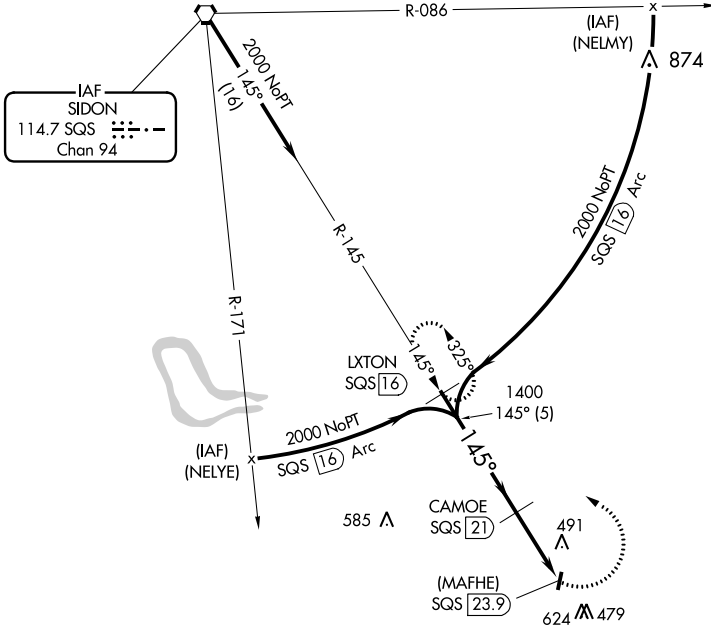 R-086
(IAF)
(NELMY)
874
IAF
SIDON
114.7 SQS
Chan 94
2000 NoPT
145°
(16)
2000 NoPT
SQS 16 Arc
R-145
R-171
LXTON
SQS 16
145°
325°
1400
145° (5)
2000 NoPT
SQS 16 Arc
(IAF)
(NELYE)
x
x
145°
CAMOE
SQS 21
585
491
(MAFHE)
SQS 23.9
624
479